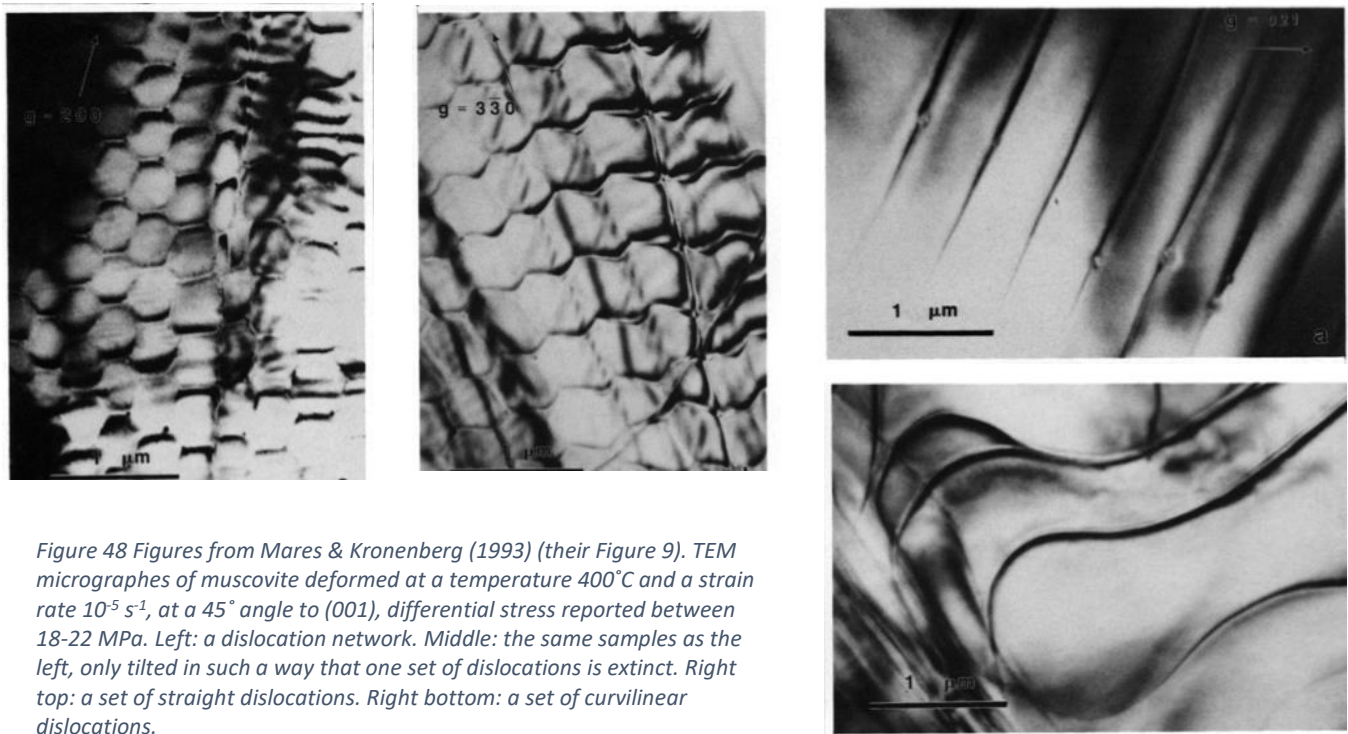 g = 200
1 μm
g = 33̅0
μm
g = 021
1 μm
a
1 μm
Figure 48 Figures from Mares & Kronenberg (1993) (their Figure 9). TEM
micrographes of muscovite deformed at a temperature 400˚C and a strain
rate 10⁻⁵ s⁻¹, at a 45˚ angle to (001), differential stress reported between
18-22 MPa. Left: a dislocation network. Middle: the same samples as the
left, only tilted in such a way that one set of dislocations is extinct. Right
top: a set of straight dislocations. Right bottom: a set of curvilinear
dislocations.